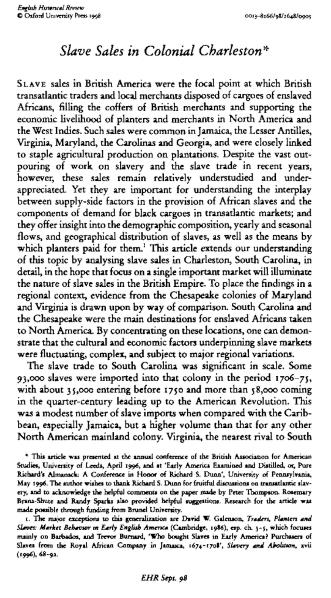 English Historical Review
© Oxford University Press 1998
0013-8266/98/2648/0905
Slave Sales in Colonial Charleston*
SLAVE sales in British America were the focal point at which British
transatlantic traders and local merchants disposed of cargoes of enslaved
Africans, filling the coffers of British merchants and supporting the
economic livelihood of planters and merchants in North America and
the West Indies. Such sales were common in Jamaica, the Lesser Antilles,
Virginia, Maryland, the Carolinas and Georgia, and were closely linked
to staple agricultural production on plantations. Despite the vast out-
pouring of work on slavery and the slave trade in recent years,
however, these sales remain relatively understudied and under-
appreciated. Yet they are important for understanding the interplay
between supply-side factors in the provision of African slaves and the
components of demand for black cargoes in transatlantic markets; and
they offer insight into the demographic composition, yearly and seasonal
flows, and geographical distribution of slaves, as well as the means by
which planters paid for them.¹ This article extends our understanding
of this topic by analysing slave sales in Charleston, South Carolina, in
detail, in the hope that focus on a single important market will illuminate
the nature of slave sales in the British Empire. To place the findings in a
regional context, evidence from the Chesapeake colonies of Maryland
and Virginia is drawn upon by way of comparison. South Carolina and
the Chesapeake were the main destinations for enslaved Africans taken
to North America. By concentrating on these locations, one can demon-
strate that the cultural and economic factors underpinning slave markets
were fluctuating, complex, and subject to major regional variations.
The slave trade to South Carolina was significant in scale. Some
93,000 slaves were imported into that colony in the period 1706-75,
with about 35,000 entering before 1750 and more than 58,000 coming
in the quarter-century leading up to the American Revolution. This
was a modest number of slave imports when compared with the Carib-
bean, especially Jamaica, but a higher volume than that for any other
North American mainland colony. Virginia, the nearest rival to South
* This article was presented at the annual conference of the British Association for American
Studies, University of Leeds, April 1996, and at 'Early America Examined and Distilled, or, Pure
Richard's Almanack: A Conference in Honor of Richard S. Dunn', University of Pennsylvania,
May 1996. The author wishes to thank Richard S. Dunn for fruitful discussions on transatlantic slav-
ery, and to acknowledge the helpful comments on the paper made by Peter Thompson. Rosemary
Brana-Shute and Randy Sparks also provided helpful suggestions. Research for the article was
made possible through funding from Brunel University.
1. The major exceptions to this generalization are David W. Galenson, Traders, Planters and
Slaves: Market Behavior in Early English America (Cambridge, 1986), esp. ch. 3-5, which focuses
mainly on Barbados, and Trevor Burnard, 'Who bought Slaves in Early America? Purchasers of
Slaves from the Royal African Company in Jamaica, 1674-1708', Slavery and Abolition, xvii
(1996), 68-92.
EHR Sept. 98